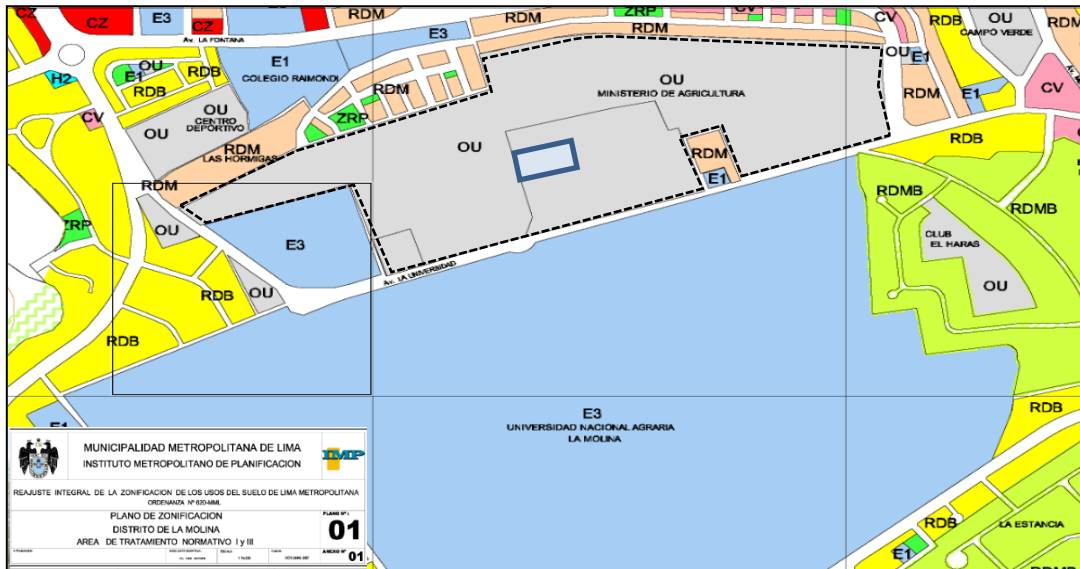 CZ
E3
CZ
RDM
RDM
ZRP
CV
CV
RDB
OU
CAMPO VERDE
RDM
Av. LA FONTANA
E3
RDM
OU
E1
H2
E1
OU
RDB
RDB
E1
COLEGIO RAIMONDI
RDM
OU
MINISTERIO DE AGRICULTURA
E1
CV
CV
OU
OU
CENTRO
DEPORTIVO
ZRP
RDM
RDM
LAS HORMIGAS
OU
RDM
E1
RDB
RDM
RDMB
RDMB
ZRP
OU
E3
CLUB
EL HARAS
OU
Av. LA UNIVERSIDAD
RDB
OU
RDB
E3
UNIVERSIDAD NACIONAL AGRARIA
LA MOLINA
RDB
E1
MUNICIPALIDAD METROPOLITANA DE LIMA
INSTITUTO METROPOLITANO DE PLANIFICACION
IMP
REAJUSTE INTEGRAL DE LA ZONIFICACION DE LOS USOS DEL SUELO DE LIMA METROPOLITANA
ORDENANZA Nº 620-MML
PLANO DE ZONIFICACION
DISTRITO DE LA MOLINA
AREA DE TRATAMIENTO NORMATIVO I y III
PLANO Nº:
01
ANEXO Nº
01
RDB
LA ESTANCIA
E1
RDMB